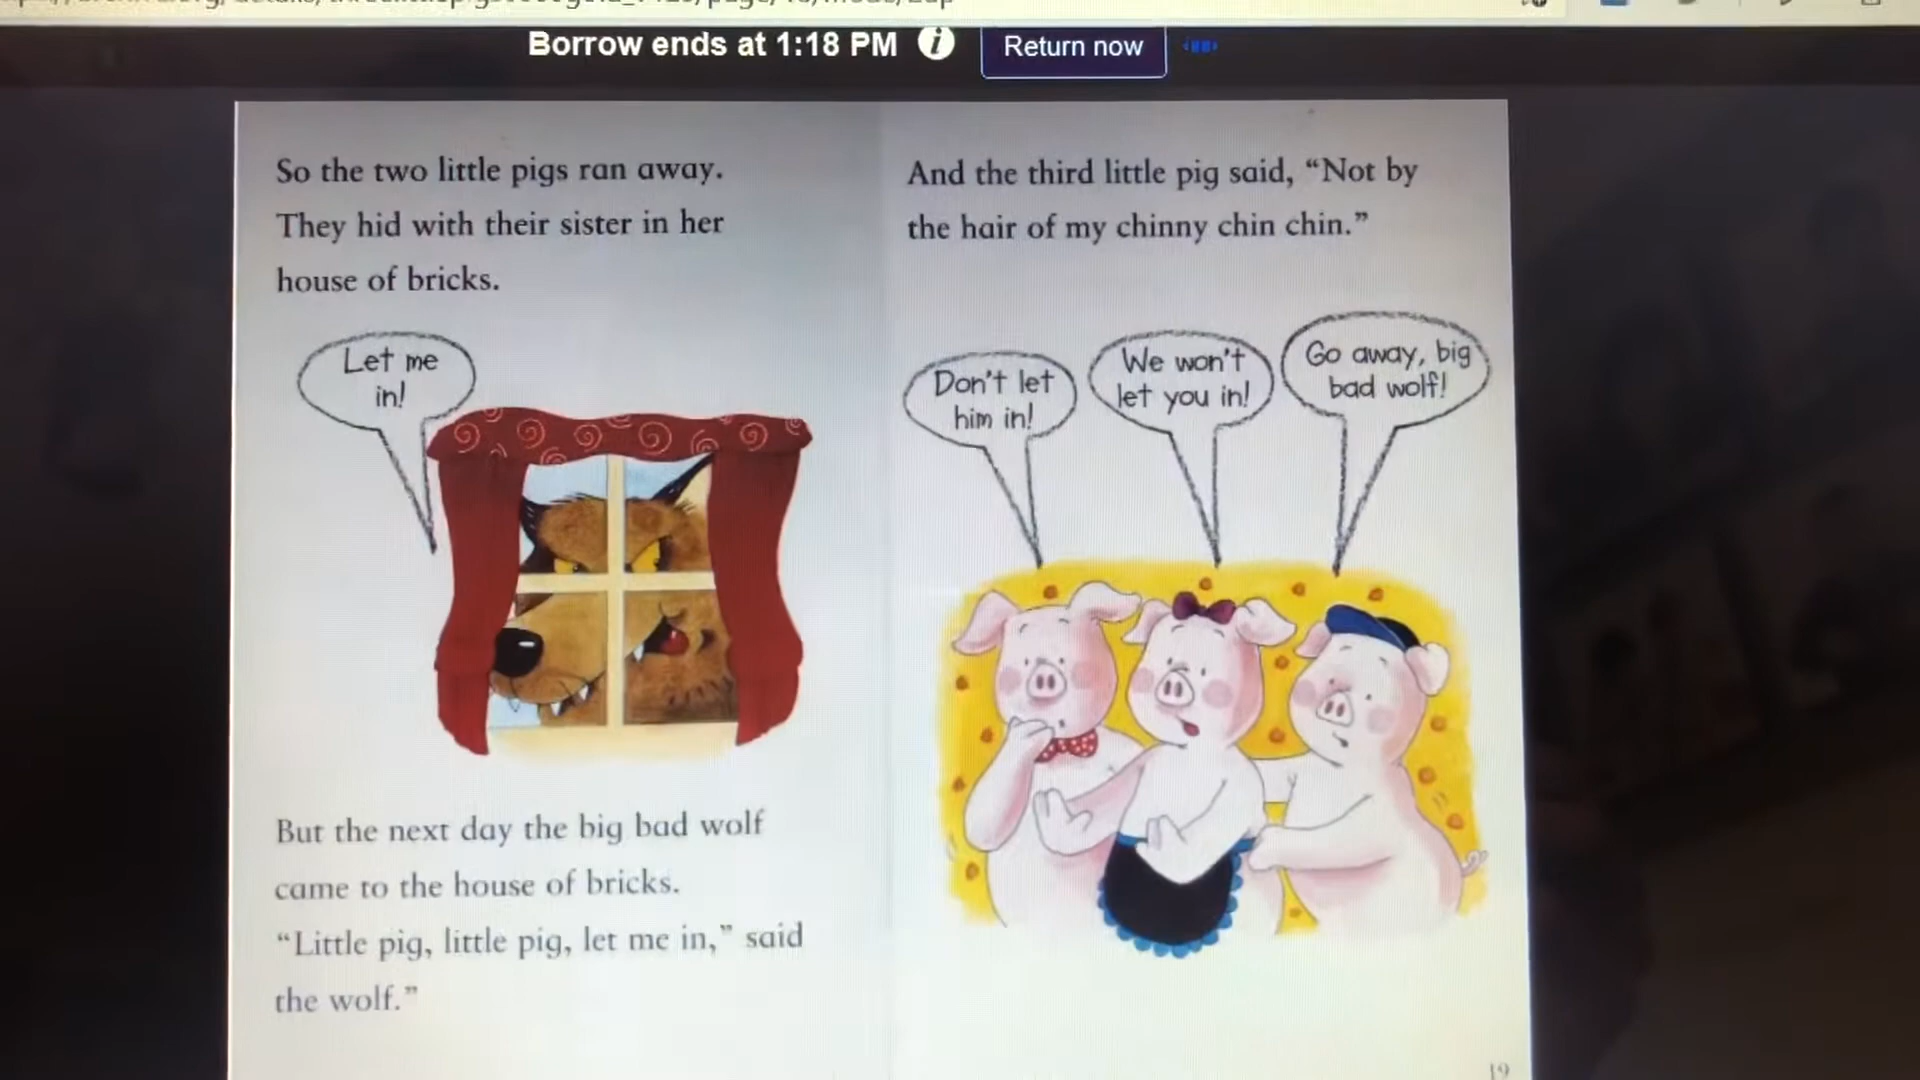 Borrow ends at 1:18 PM
Return now
So the two little pigs ran away.
They hid with their sister in her
house of bricks.
Let me
in!
But the next day the big bad wolf
came to the house of bricks.
“Little pig, little pig, let me in,” said
the wolf.”
And the third little pig said, “Not by
the hair of my chinny chin chin.”
Don't let
him in!
We won't
let you in!
Go away, big
bad wolf!
19